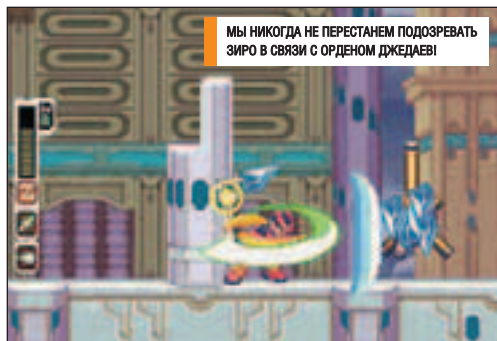 МЫ НИКОГДА НЕ ПЕРЕСТАНЕМ ПОДОЗРЕВАТЬ
ЗИРО В СВЯЗИ С ОРДЕНОМ ДЖЕДАЕВ!